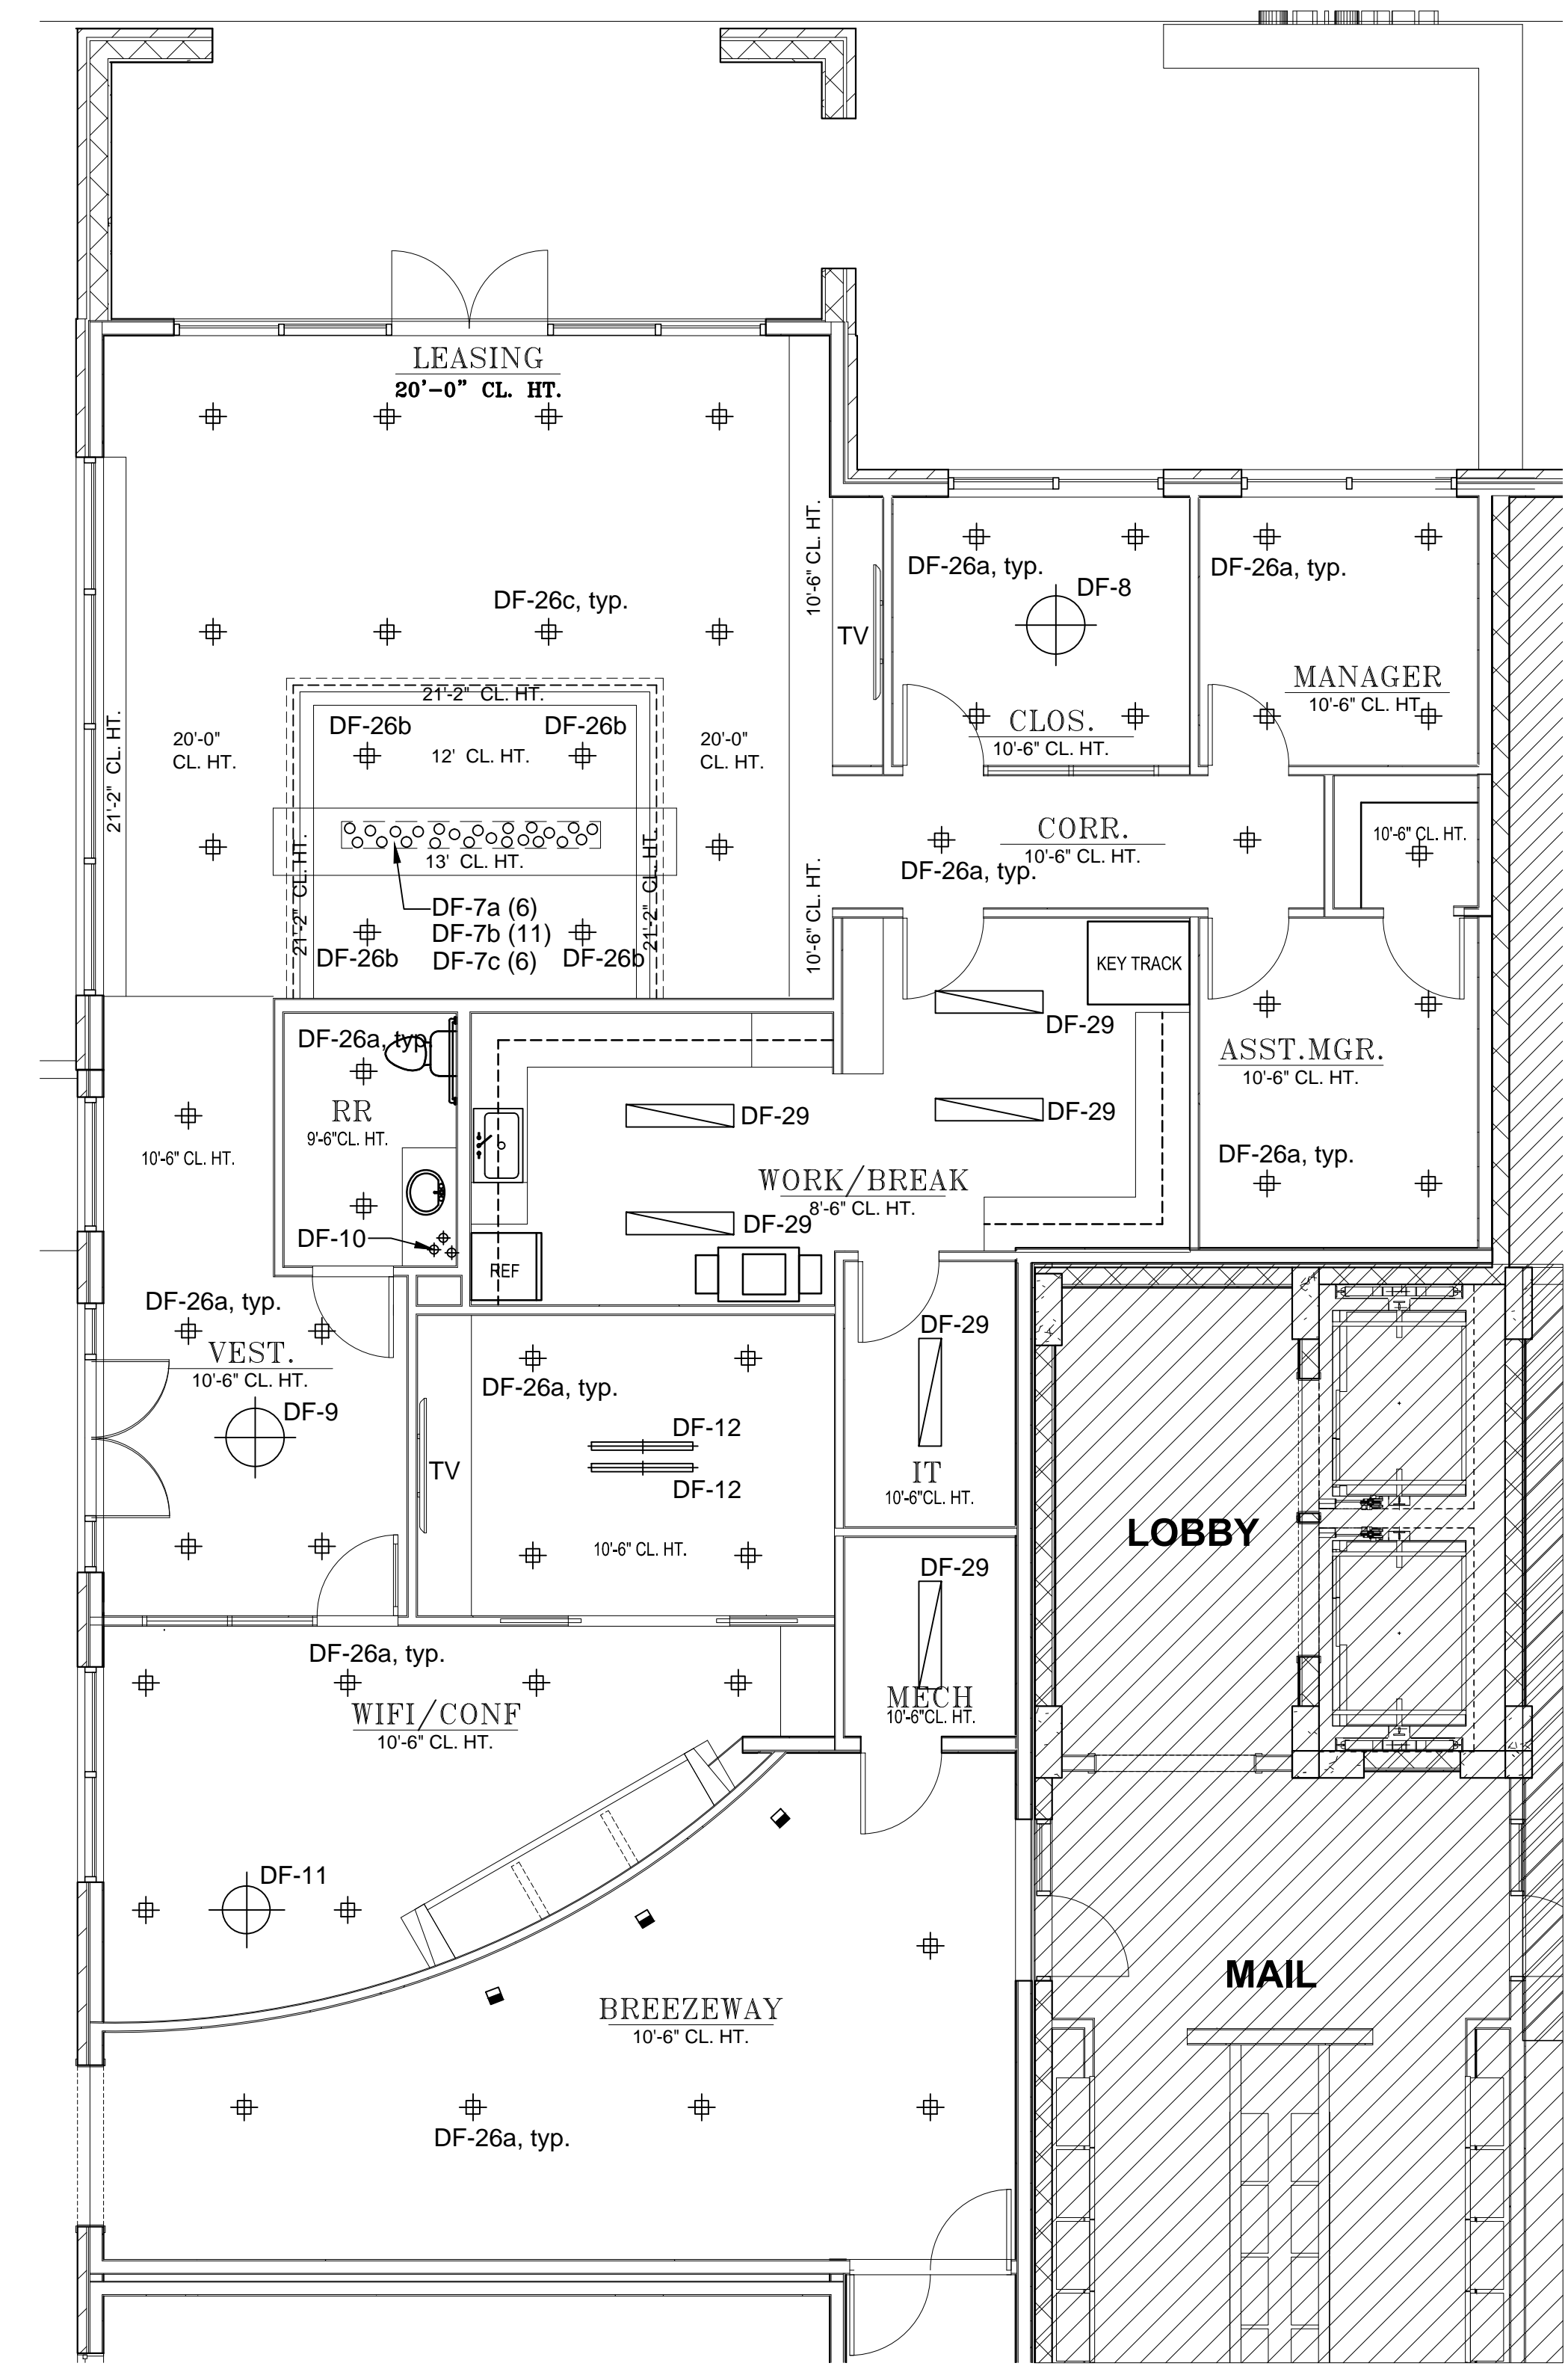 LEASING
20'-0" CL. HT.
DF-26c, typ.
10'-6" CL. HT.
TV
DF-26a, typ.
DF-8
CLOS.
10'-6" CL. HT.
DF-26a, typ.
MANAGER
10'-6" CL. HT.
21'-2" CL. HT.
20'-0"
CL. HT.
21'-2" CL. HT.
DF-26b
DF-26b
12' CL. HT.
20'-0"
CL. HT.
13' CL. HT.
21'-2" CL. HT.
21'-2" CL. HT.
DF-7a (6)
DF-7b (11)
DF-7c (6)
DF-26b
DF-26b
10'-6" CL. HT.
CORR.
10'-6" CL. HT.
DF-26a, typ.
10'-6" CL. HT.
KEY TRACK
DF-29
DF-29
DF-29
DF-29
WORK/BREAK
8'-6" CL. HT.
REF
ASST.MGR.
10'-6" CL. HT.
DF-26a, typ.
DF-26a, typ.
RR
9'-6"CL. HT.
DF-10
10'-6" CL. HT.
DF-26a, typ.
VEST.
10'-6" CL. HT.
DF-9
TV
DF-26a, typ.
DF-12
DF-12
10'-6" CL. HT.
DF-29
IT
10'-6"CL. HT.
DF-29
MECH
10'-6"CL. HT.
LOBBY
DF-26a, typ.
WIFI/CONF
10'-6" CL. HT.
DF-11
BREEZEWAY
10'-6" CL. HT.
DF-26a, typ.
MAIL